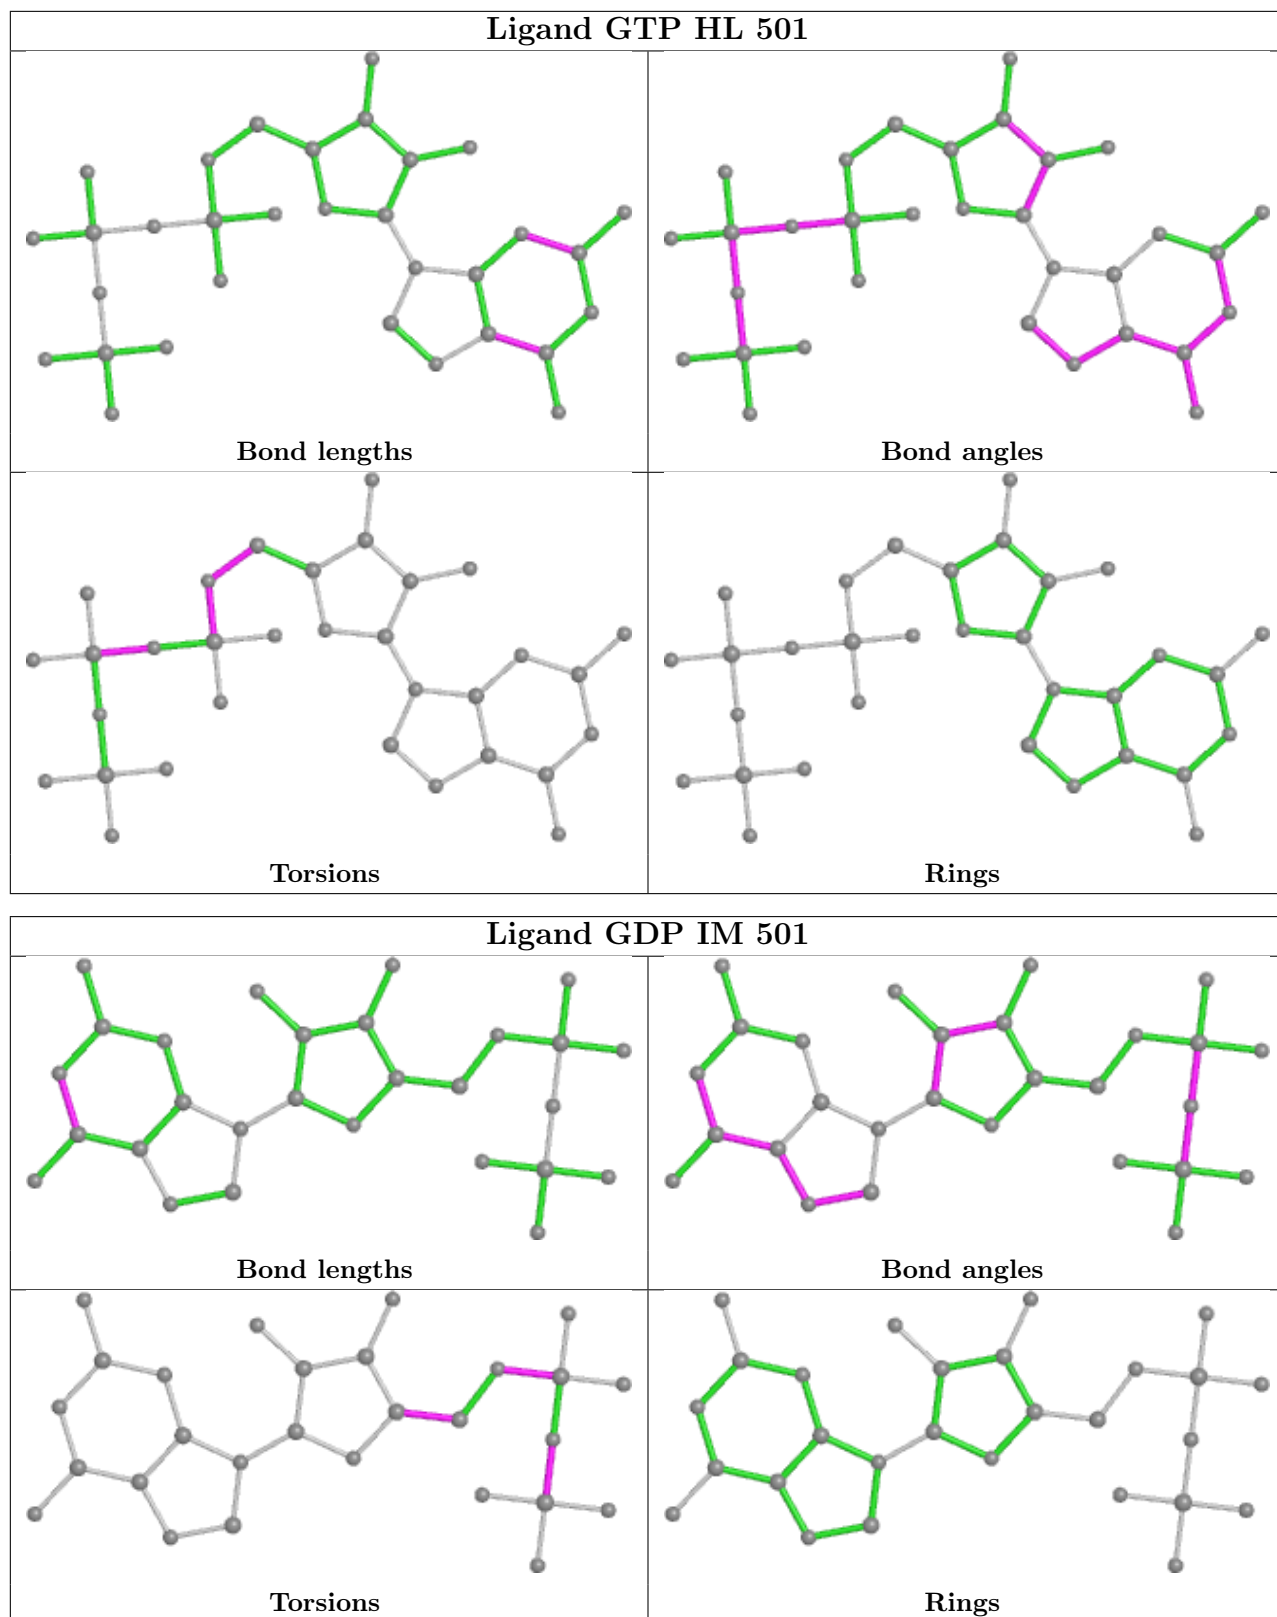 Ligand GTP HL 501
Bond lengths
Bond angles
Torsions
Rings
Ligand GDP IM 501
Bond lengths
Bond angles
Torsions
Rings